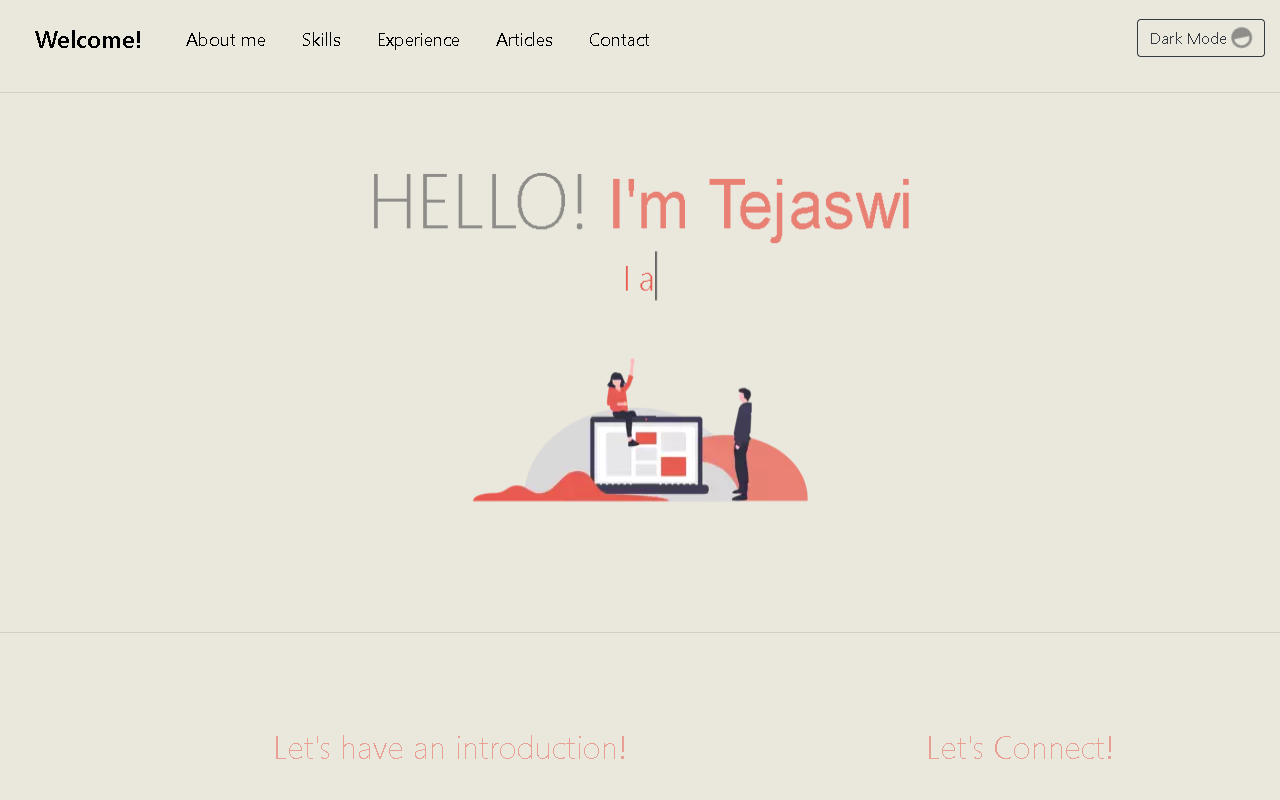 Welcome! About me Skills Experience Articles Contact Dark Mode
HELLO! I'm Tejaswi
I a
Let's have an introduction! Let's Connect!